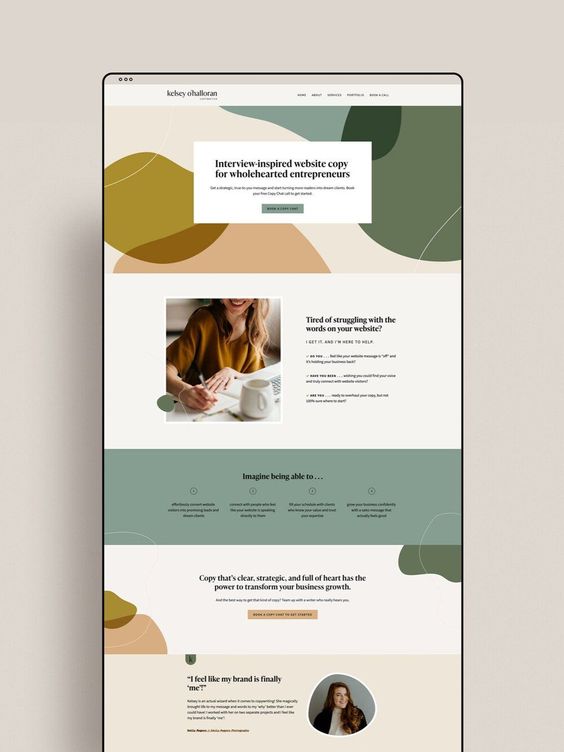 kelsey o'halloran
COPYWRITER
HOME ABOUT SERVICES PORTFOLIO BOOK A CALL
Interview-inspired website copy
for wholehearted entrepreneurs
Get a strategic, true-to-you message and start turning more readers into dream clients. Book
your free Copy Chat call to get started.
BOOK A COPY CHAT
Tired of struggling with the
words on your website?
I GET IT. AND I'M HERE TO HELP.
✓ DO YOU . . . feel like your website message is "off" and
it's holding your business back?
✓ HAVE YOU BEEN . . . wishing you could find your voice
and truly connect with website visitors?
✓ ARE YOU . . . ready to overhaul your copy, but not
100% sure where to start?
Imagine being able to . . .
1
effortlessly convert website
visitors into promising leads and
dream clients
2
connect with people who feel
like your website is speaking
directly to them
3
fill your schedule with clients
who know your value and trust
your expertise
4
grow your business confidently
with a sales message that
actually feels good
Copy that's clear, strategic, and full of heart has the
power to transform your business growth.
And the best way to get that kind of copy? Team up with a writer who really hears you.
BOOK A COPY CHAT TO GET STARTED
k
"I feel like my brand is finally
'me'!"
Kelsey is an actual wizard when it comes to copywriting! She magically
brought life to my message and words to my 'why' better than I ever
could have! I worked with her on two separate projects and I feel like
my brand is finally 'me'!